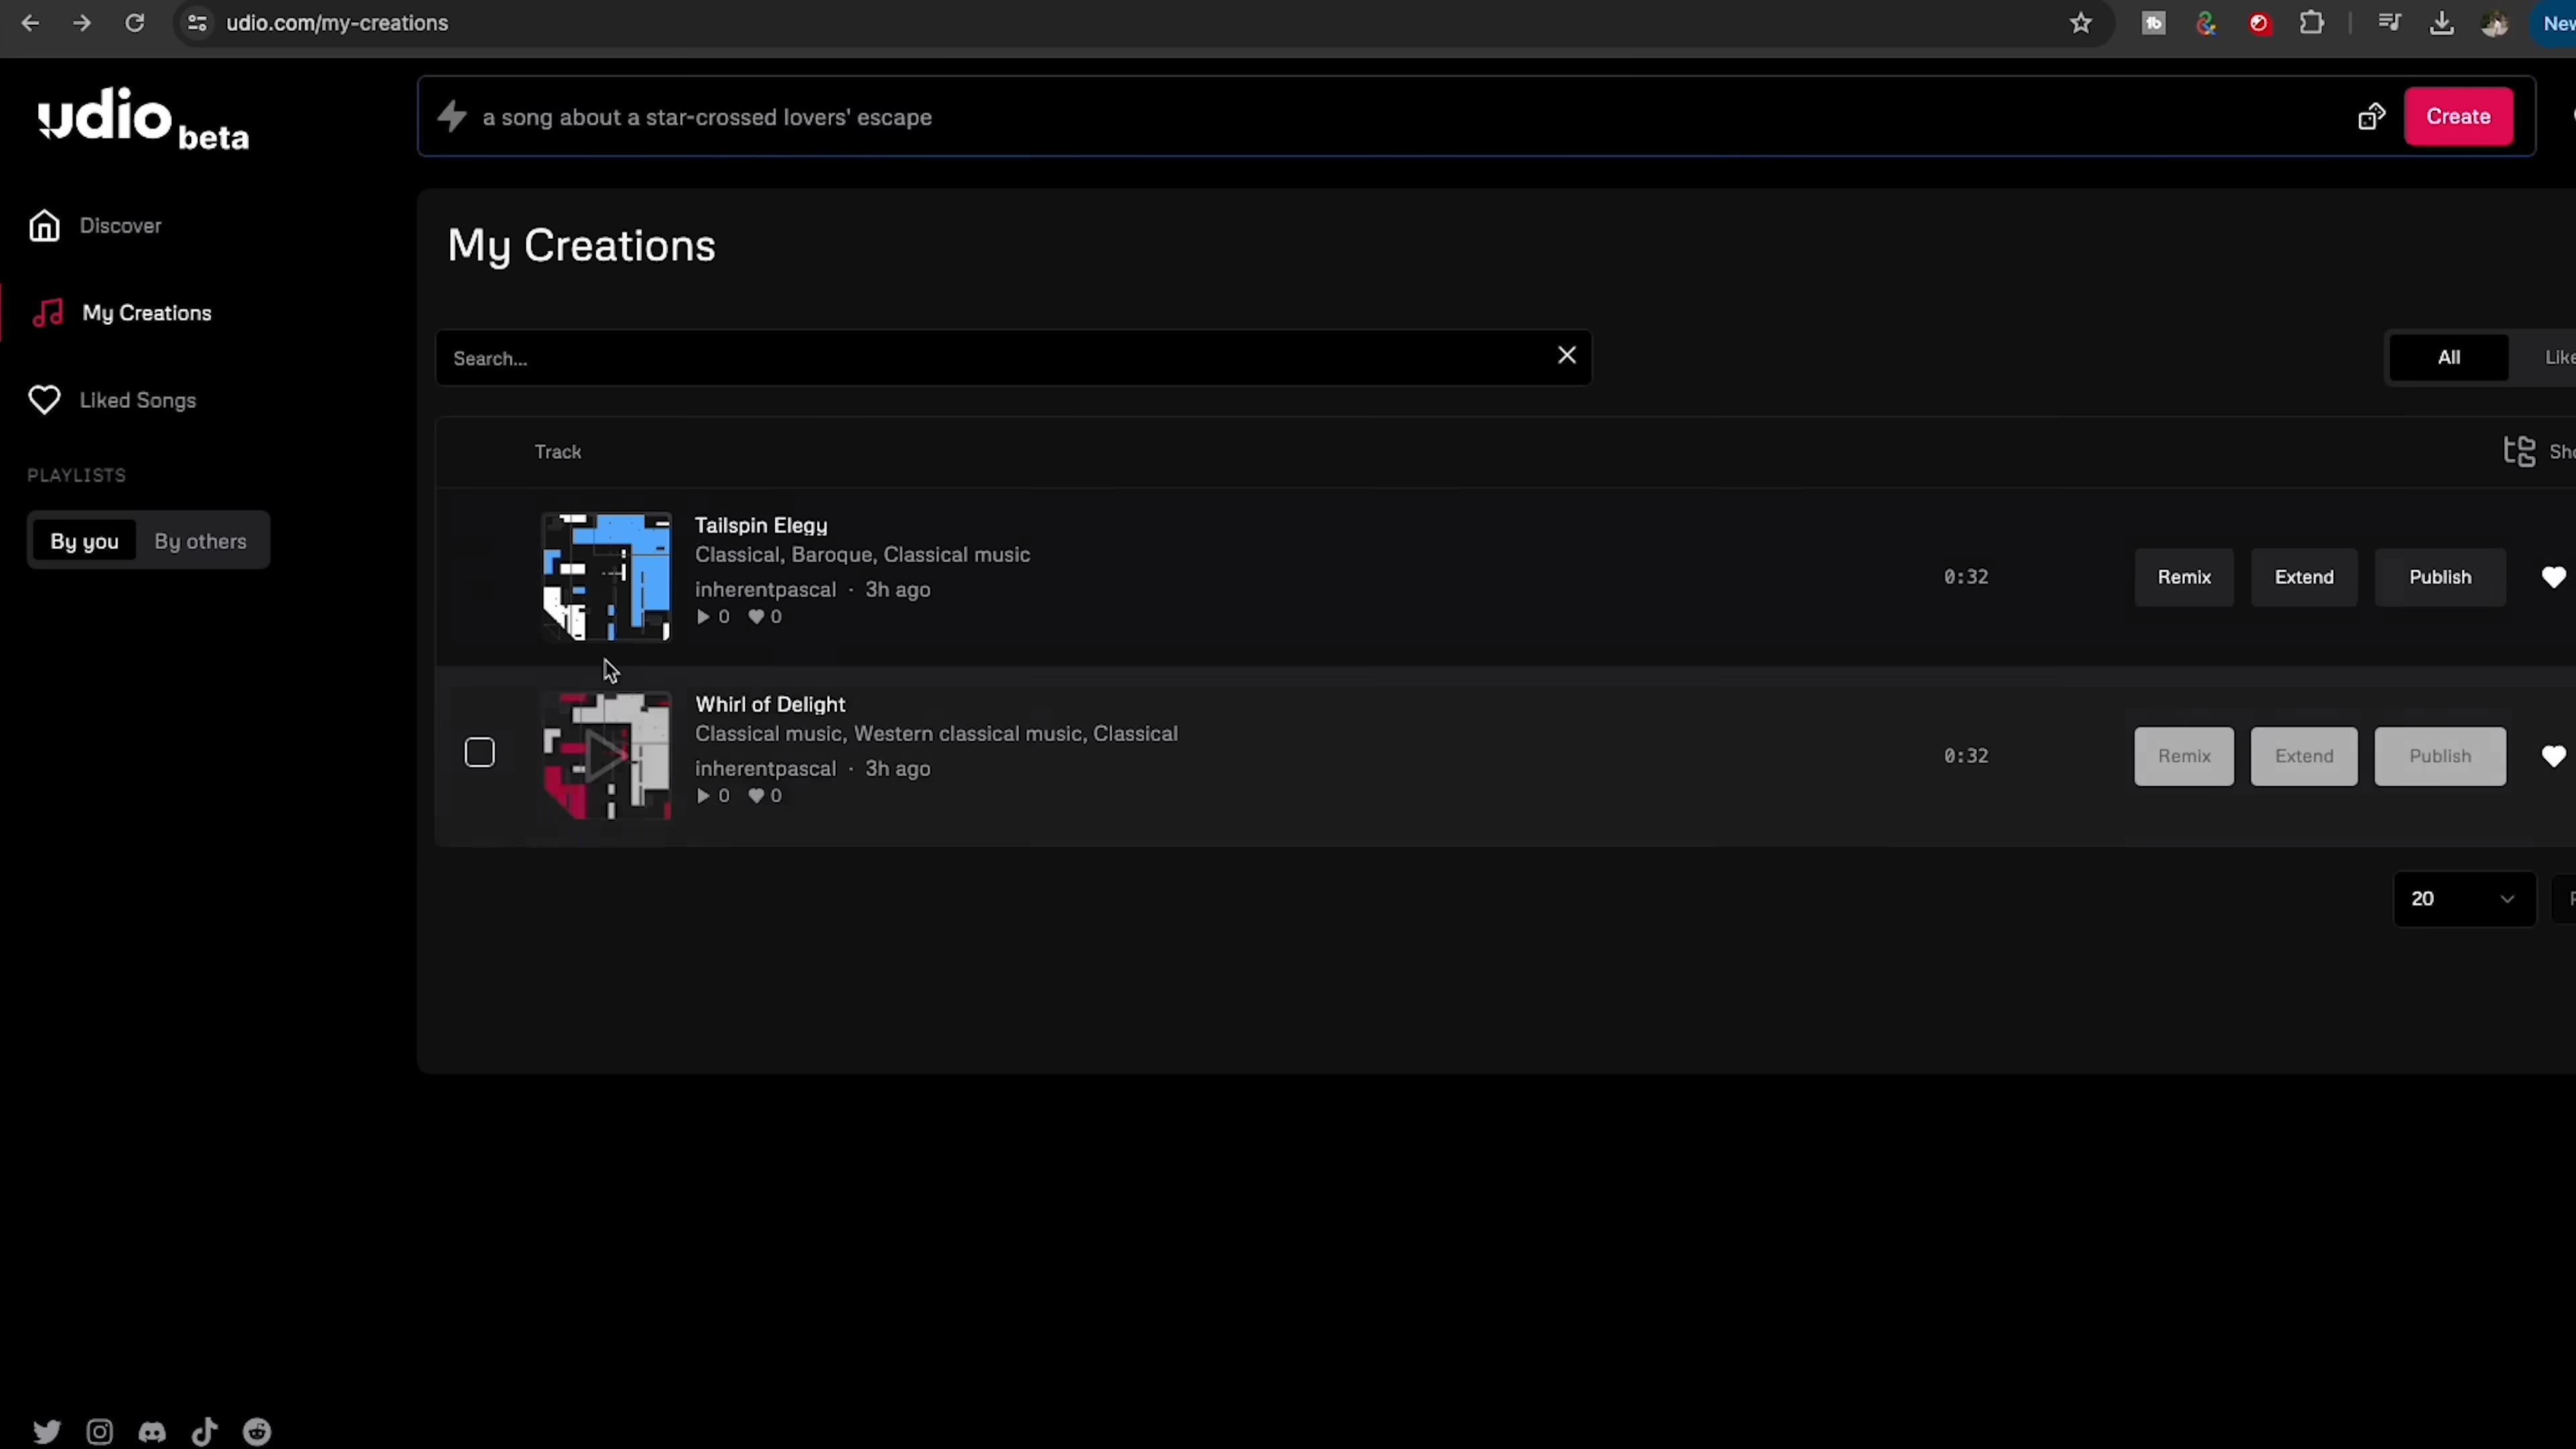 udio.com/my-creations
New
udio beta
a song about a star-crossed lovers' escape
Create
Discover
My Creations
Liked Songs
PLAYLISTS
By you
By others
My Creations
Search...
All
Like
Track
Sho
Tailspin Elegy
Classical, Baroque, Classical music
inherentpascal · 3h ago
0
0
0:32
Remix
Extend
Publish
Whirl of Delight
Classical music, Western classical music, Classical
inherentpascal · 3h ago
0
0
0:32
Remix
Extend
Publish
20